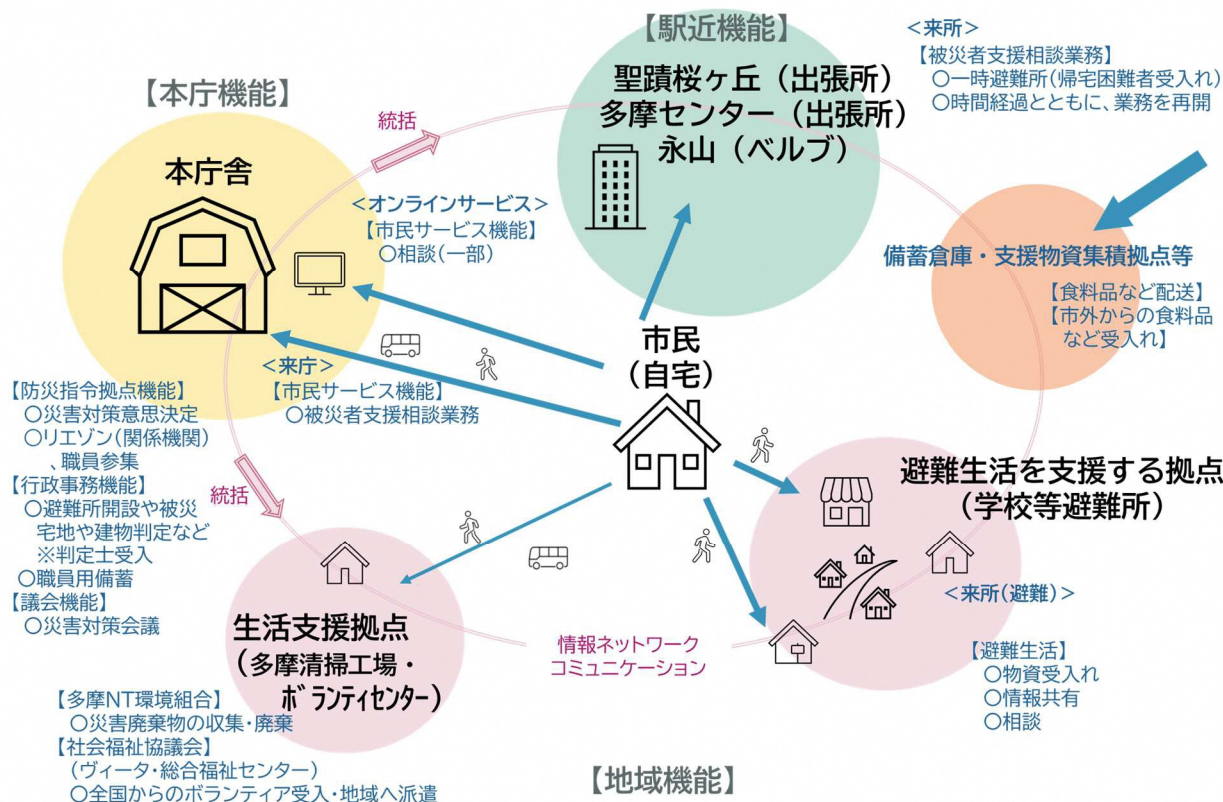 【駅近機能】
聖蹟桜ヶ丘（出張所）
多摩センター（出張所）
永山（ベルブ）
<来所>
【被災者支援相談業務】
○一時避難所(帰宅困難者受入れ)
○時間経過とともに、業務を再開
【本庁機能】
本庁舎
統括
<オンラインサービス>
【市民サービス機能】
○相談(一部)
備蓄倉庫・支援物資集積拠点等
【食料品など配送】
【市外からの食料品
など受入れ】
市民
（自宅）
<来庁>
【市民サービス機能】
○被災者支援相談業務
【防災指令拠点機能】
○災害対策意思決定
○リエゾン(関係機関)
、職員参集
【行政事務機能】
○避難所開設や被災
宅地や建物判定など
※判定士受入
○職員用備蓄
【議会機能】
○災害対策会議
統括
避難生活を支援する拠点
（学校等避難所）
<来所(避難)>
【避難生活】
○物資受入れ
○情報共有
○相談
生活支援拠点
（多摩清掃工場・
ボランティセンター）
情報ネットワーク
コミュニケーション
【多摩NT環境組合】
○災害廃棄物の収集・廃棄
【社会福祉協議会】
(ヴィータ・総合福祉センター)
○全国からのボランティア受入・地域へ派遣
【地域機能】